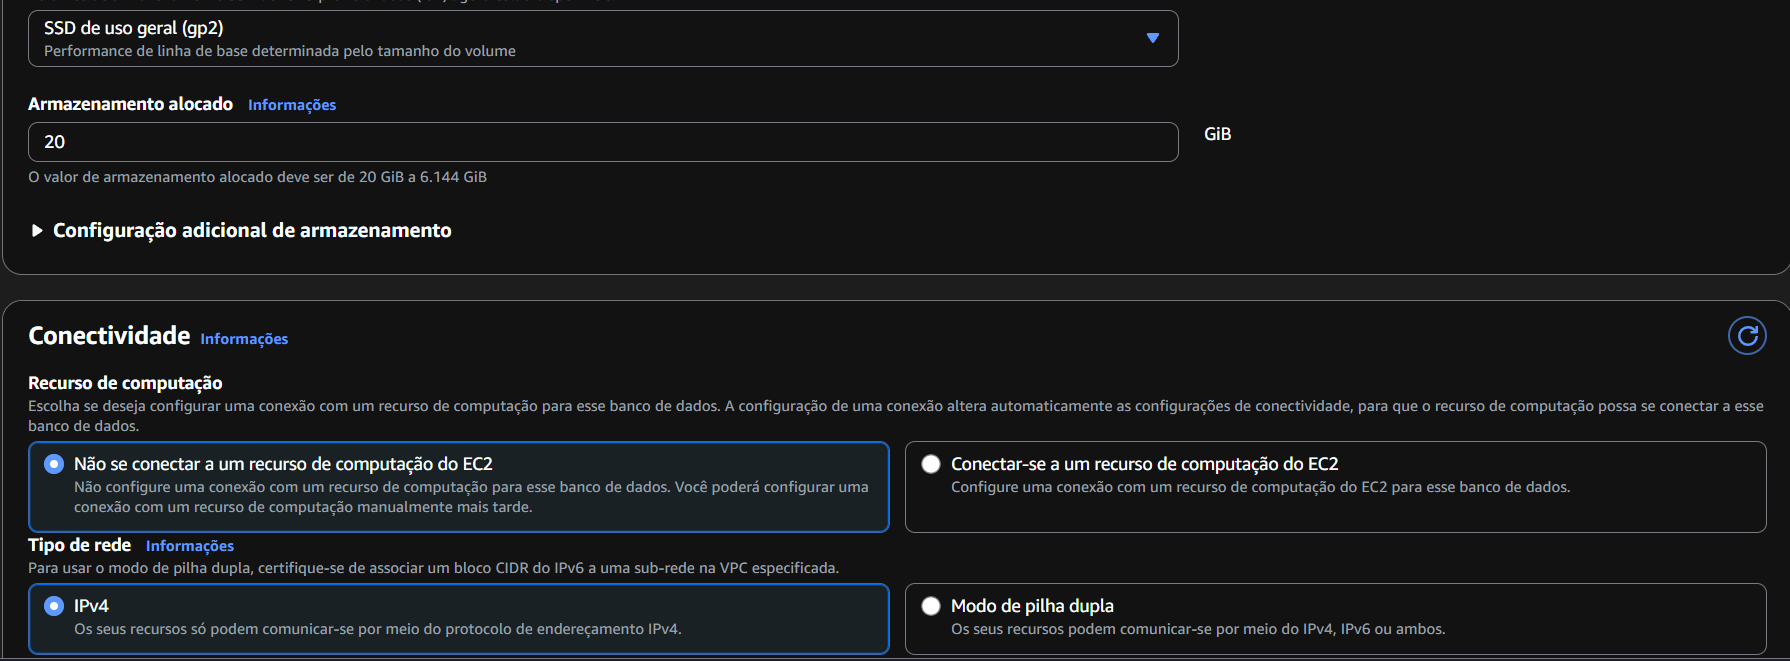 SSD de uso geral (gp2)
Performance de linha de base determinada pelo tamanho do volume
Armazenamento alocado Informações
20
GiB
O valor de armazenamento alocado deve ser de 20 GiB a 6.144 GiB
Configuração adicional de armazenamento
Conectividade Informações
Recurso de computação
Escolha se deseja configurar uma conexão com um recurso de computação para esse banco de dados. A configuração de uma conexão altera automaticamente as configurações de conectividade, para que o recurso de computação possa se conectar a esse
banco de dados.
Não se conectar a um recurso de computação do EC2
Não configure uma conexão com um recurso de computação para esse banco de dados. Você poderá configurar uma
conexão com um recurso de computação manualmente mais tarde.
Conectar-se a um recurso de computação do EC2
Configure uma conexão com um recurso de computação do EC2 para esse banco de dados.
Tipo de rede Informações
Para usar o modo de pilha dupla, certifique-se de associar um bloco CIDR do IPv6 a uma sub-rede na VPC especificada.
IPv4
Os seus recursos só podem comunicar-se por meio do protocolo de endereçamento IPv4.
Modo de pilha dupla
Os seus recursos podem comunicar-se por meio do IPv4, IPv6 ou ambos.